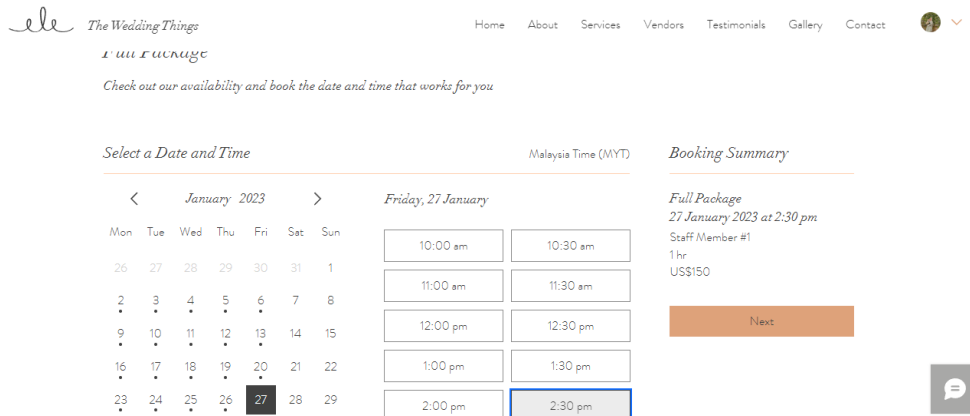 ele The Wedding Things
Home About Services Vendors Testimonials Gallery Contact
Full Package
Check out our availability and book the date and time that works for you
Select a Date and Time
Malaysia Time (MYT)
January 2023
Mon Tue Wed Thu Fri Sat Sun
26 27 28 29 30 31 1
2 3 4 5 6 7 8
9 10 11 12 13 14 15
16 17 18 19 20 21 22
23 24 25 26 27 28 29
Friday, 27 January
10:00 am 10:30 am
11:00 am 11:30 am
12:00 pm 12:30 pm
1:00 pm 1:30 pm
2:00 pm 2:30 pm
Booking Summary
Full Package
27 January 2023 at 2:30 pm
Staff Member #1
1 hr
US$150
Next